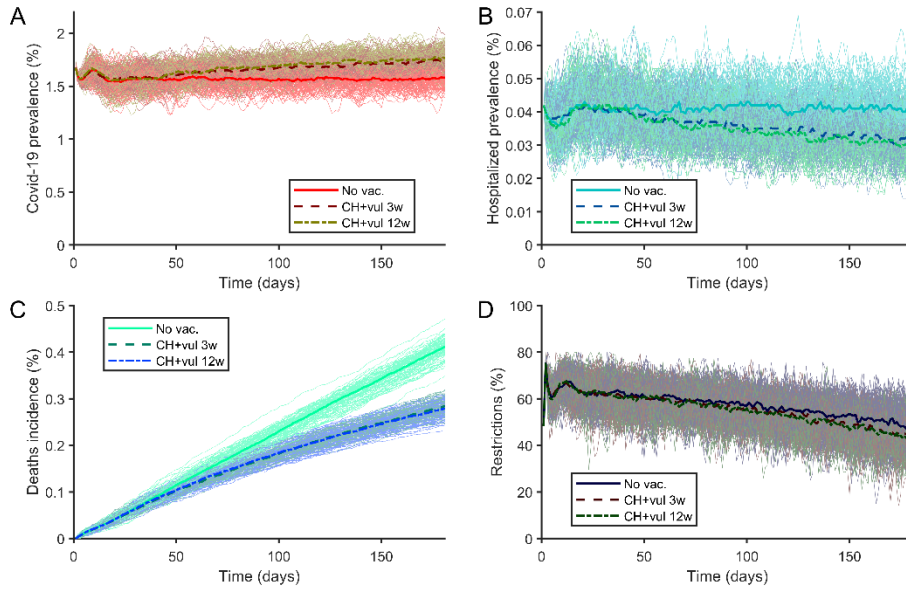 A
Covid-19 prevalence (%)
2
1.5
1
0.5
0
0
50
100
150
Time (days)
No vac.
CH+vul 3w
CH+vul 12w
B
Hospitalized prevalence (%)
0.07
0.06
0.05
0.04
0.03
0.02
0.01
0
0
50
100
150
Time (days)
No vac.
CH+vul 3w
CH+vul 12w
C
Deaths incidence (%)
0.5
0.4
0.3
0.2
0.1
0
0
50
100
150
Time (days)
No vac.
CH+vul 3w
CH+vul 12w
D
Restrictions (%)
100
80
60
40
20
0
0
50
100
150
Time (days)
No vac.
CH+vul 3w
CH+vul 12w